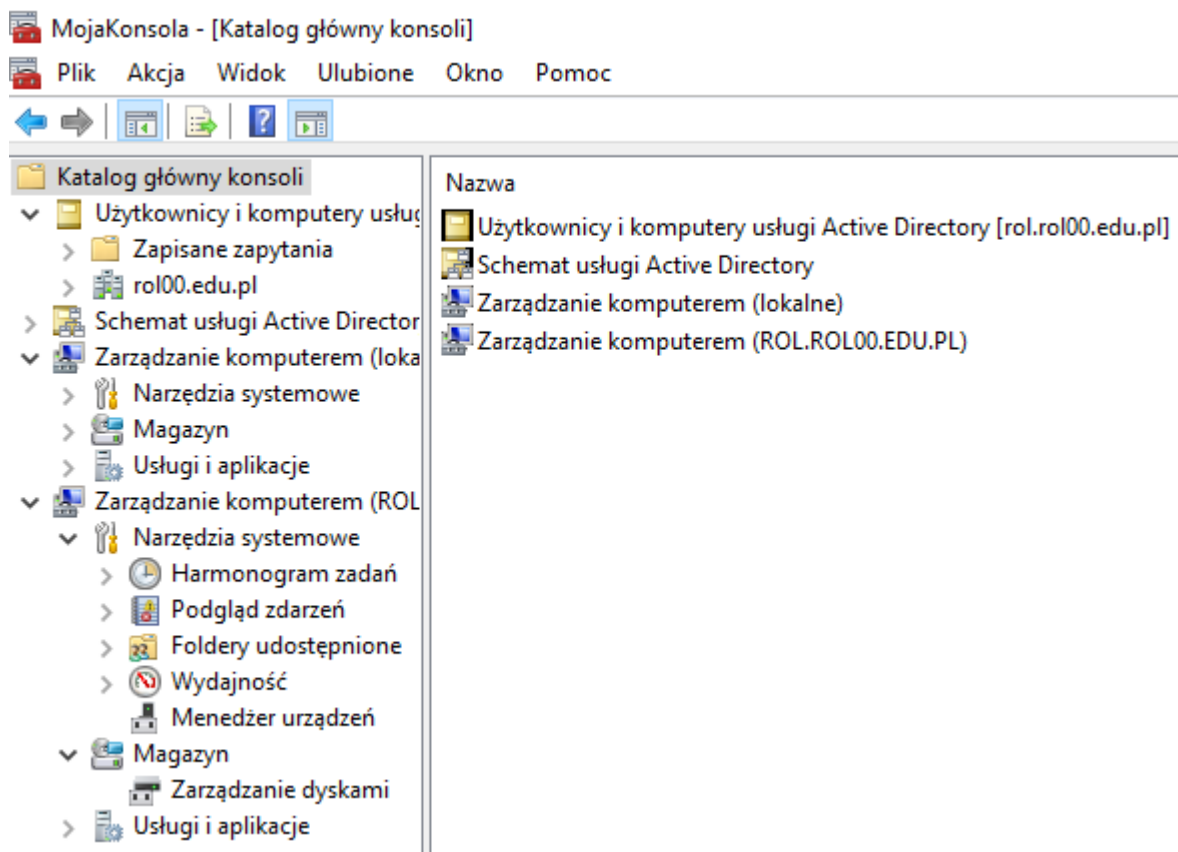 MojaKonsola - [Katalog główny konsoli]
Plik Akcja Widok Ulubione Okno Pomoc
Katalog główny konsoli
Użytkownicy i komputery usług
Zapisane zapytania
rol00.edu.pl
Schemat usługi Active Director
Zarządzanie komputerem (loka
Narzędzia systemowe
Magazyn
Usługi i aplikacje
Zarządzanie komputerem (ROL
Narzędzia systemowe
Harmonogram zadań
Podgląd zdarzeń
Foldery udostępnione
Wydajność
Menedżer urządzeń
Magazyn
Zarządzanie dyskami
Usługi i aplikacje
Nazwa
Użytkownicy i komputery usługi Active Directory [rol.rol00.edu.pl]
Schemat usługi Active Directory
Zarządzanie komputerem (lokalne)
Zarządzanie komputerem (ROL.ROL00.EDU.PL)